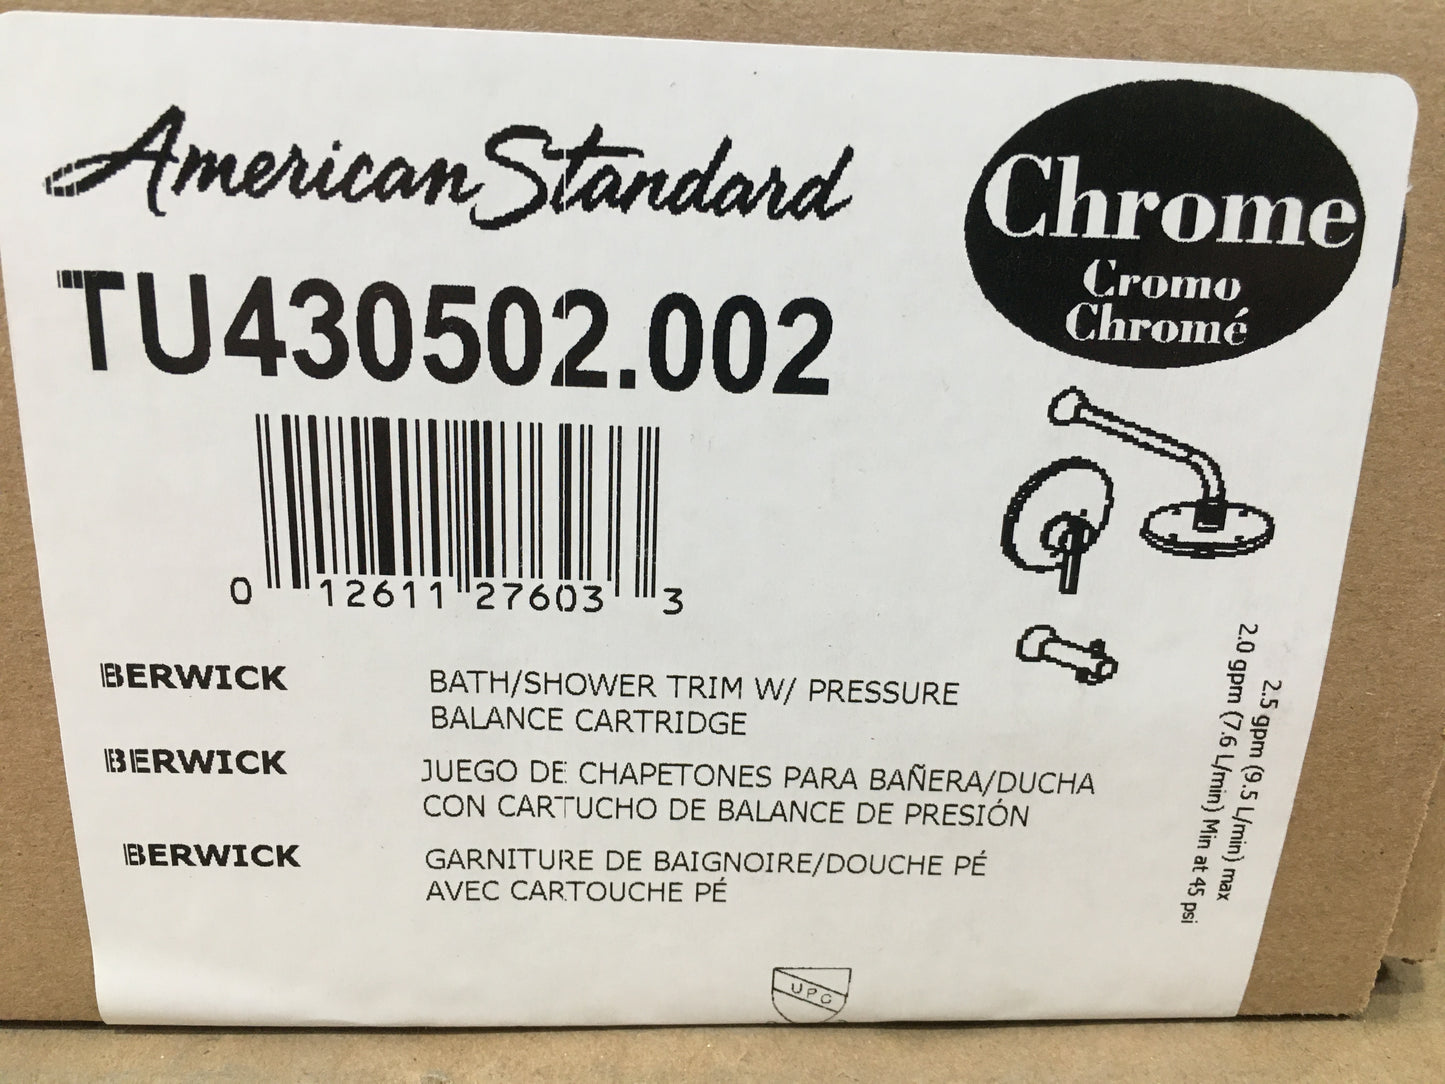 American Standard
Chrome
Cromo
Chromé
TU430502.002
0 12611 27603 3
BERWICK BATH/SHOWER TRIM W/ PRESSURE
BALANCE CARTRIDGE
BERWICK JUEGO DE CHAPETONES PARA BAÑERA/DUCHA
CON CARTUCHO DE BALANCE DE PRESIÓN
BERWICK GARNITURE DE BAIGNOIRE/DOUCHE PÉ
AVEC CARTOUCHE PÉ
2.5 gpm (9.5 L/min) max
2.0 gpm (7.6 L/min) Min at 45 psi
UPC